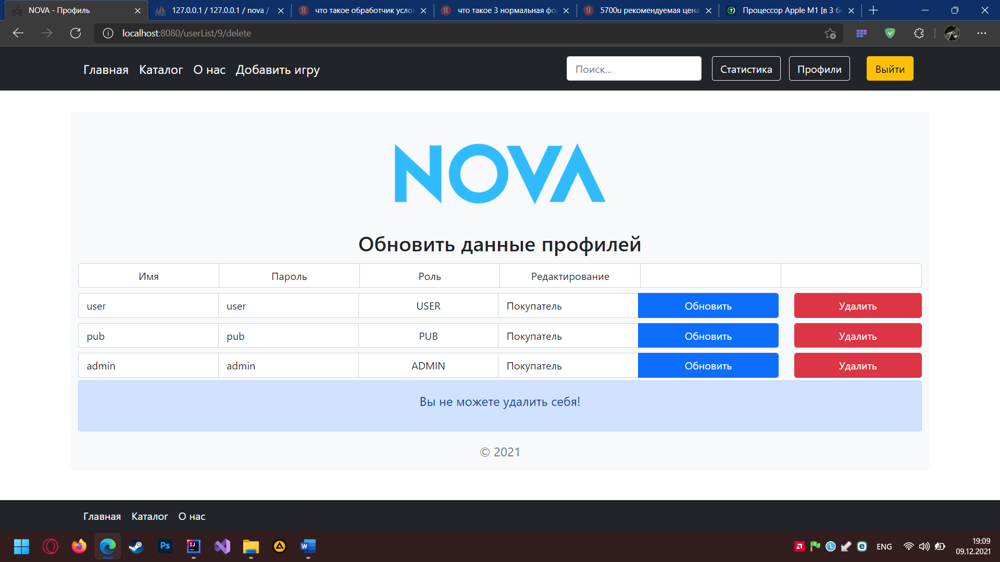 NOVA - Профиль
127.0.0.1 / 127.0.0.1 / nova /
что такое обработчик усло
что такое 3 нормальная фо
5700u рекомендуемая цена
Процессор Apple M1 [в 3 бе
localhost:8080/userList/9/delete
Главная Каталог О нас Добавить игру Поиск... Статистика Профили Выйти
NOVA
Обновить данные профилей
Имя Пароль Роль Редактирование
user user USER Покупатель Обновить Удалить
pub pub PUB Покупатель Обновить Удалить
admin admin ADMIN Покупатель Обновить Удалить
Вы не можете удалить себя!
© 2021
Главная Каталог О нас
Ps
IJ
W
ENG
19:09
09.12.2021